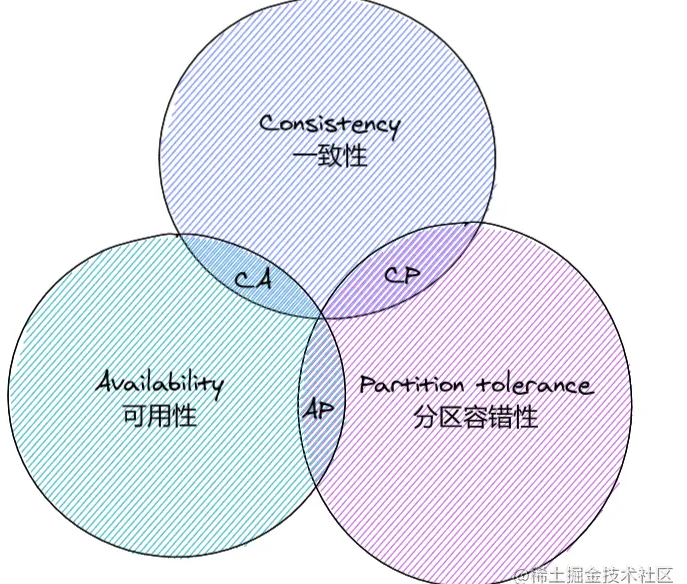 Consistency
一致性
CA
CP
Availability
可用性
AP
Partition tolerance
分区容错性
@稀土掘金技术社区